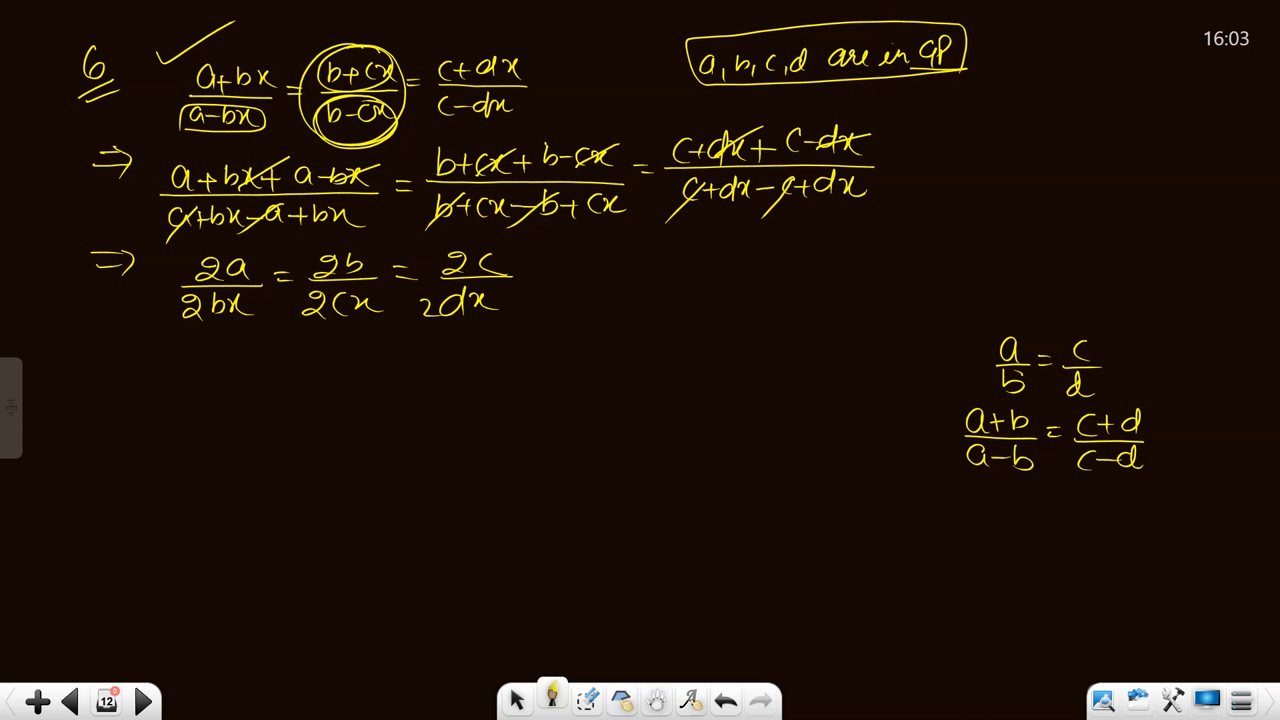 16:03
6 (a+bx)/(a-bx) = (b+cx)/(b-cx) = (c+dx)/(c-dx)
a, b, c, d are in GP
⇒ (a+bx+a-bx)/(a+bx-a+bx) = (b+cx+b-cx)/(b+cx-b+cx) = (c+dx+c-dx)/(c+dx-c+dx)
⇒ 2a/2bx = 2b/2cx = 2c/2dx
a/b = c/d
(a+b)/(a-b) = (c+d)/(c-d)
12
0